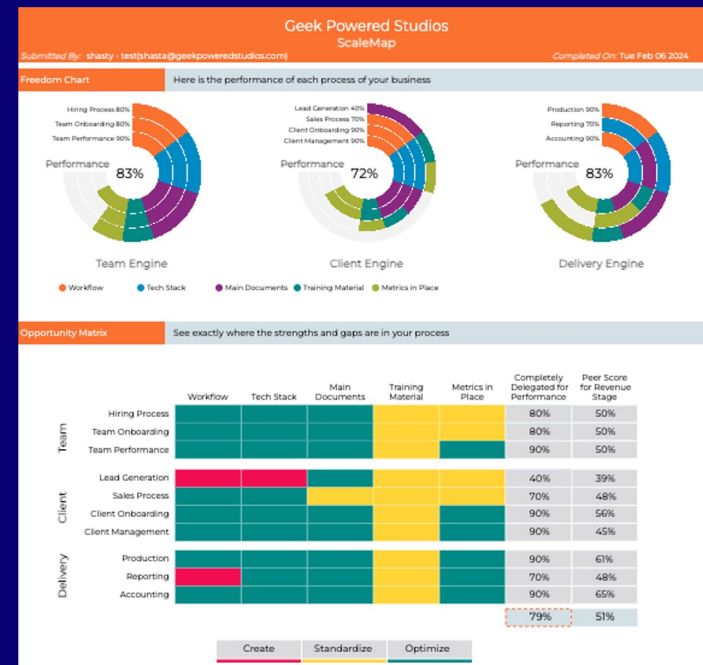 Geek Powered Studios
ScaleMap
Submitted By: shasty - test(shasta@geekpoweredstudios.com)
Completed On: Tue Feb 06 2024
Freedom Chart
Here is the performance of each process of your business
Hiring Process 80%
Team Onboarding 80%
Team Performance 90%
Performance
83%
Team Engine
Lead Generation 40%
Sales Process 70%
Client Onboarding 90%
Client Management 90%
Performance
72%
Client Engine
Production 90%
Reporting 70%
Accounting 90%
Performance
83%
Delivery Engine
Workflow Tech Stack Main Documents Training Material Metrics in Place
Opportunity Matrix
See exactly where the strengths and gaps are in your process
Workflow
Tech Stack
Main
Documents
Training
Material
Metrics in
Place
Completely
Delegated for
Performance
Peer Score
for Revenue
Stage
Team
Hiring Process 80% 50%
Team Onboarding 80% 50%
Team Performance 90% 50%
Client
Lead Generation 40% 39%
Sales Process 70% 48%
Client Onboarding 90% 56%
Client Management 90% 45%
Delivery
Production 90% 61%
Reporting 70% 48%
Accounting 90% 65%
79% 51%
Create Standardize Optimize